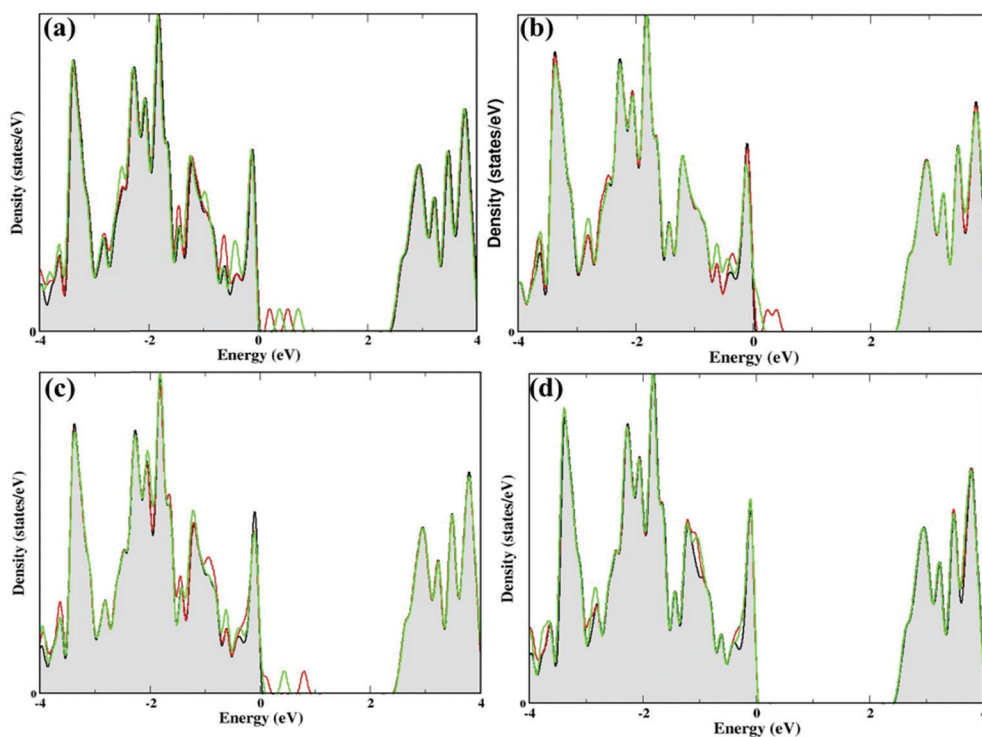 (a)
Density (states/eV)
0
-4 -2 0 2 4
Energy (eV)
(b)
Density (states/eV)
0
-4 -2 0 2 4
Energy (eV)
(c)
Density (states/eV)
0
-4 -2 0 2 4
Energy (eV)
(d)
Density (states/eV)
0
-4 -2 0 2 4
Energy (eV)